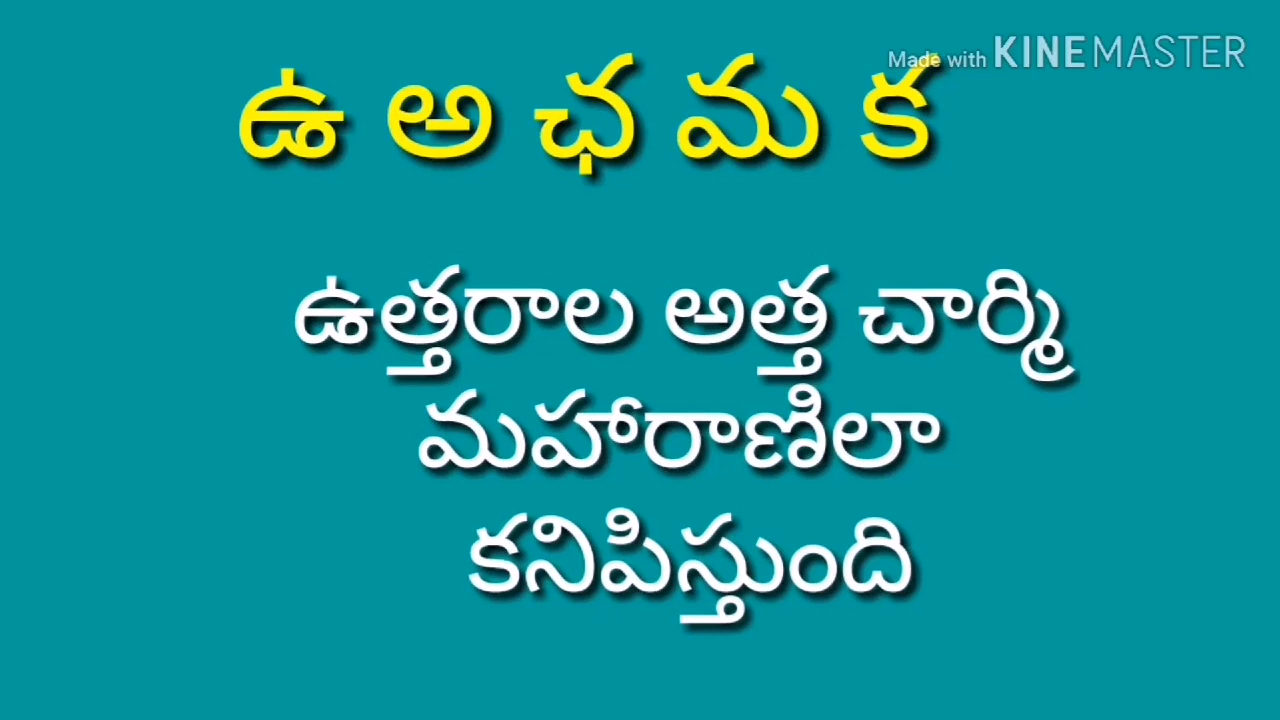 Made with KINEMASTER
ఉ అ ఛ మ క
ఉత్తరాల అత్త చార్మి
మహారాణిలా
కనిపిస్తుంది